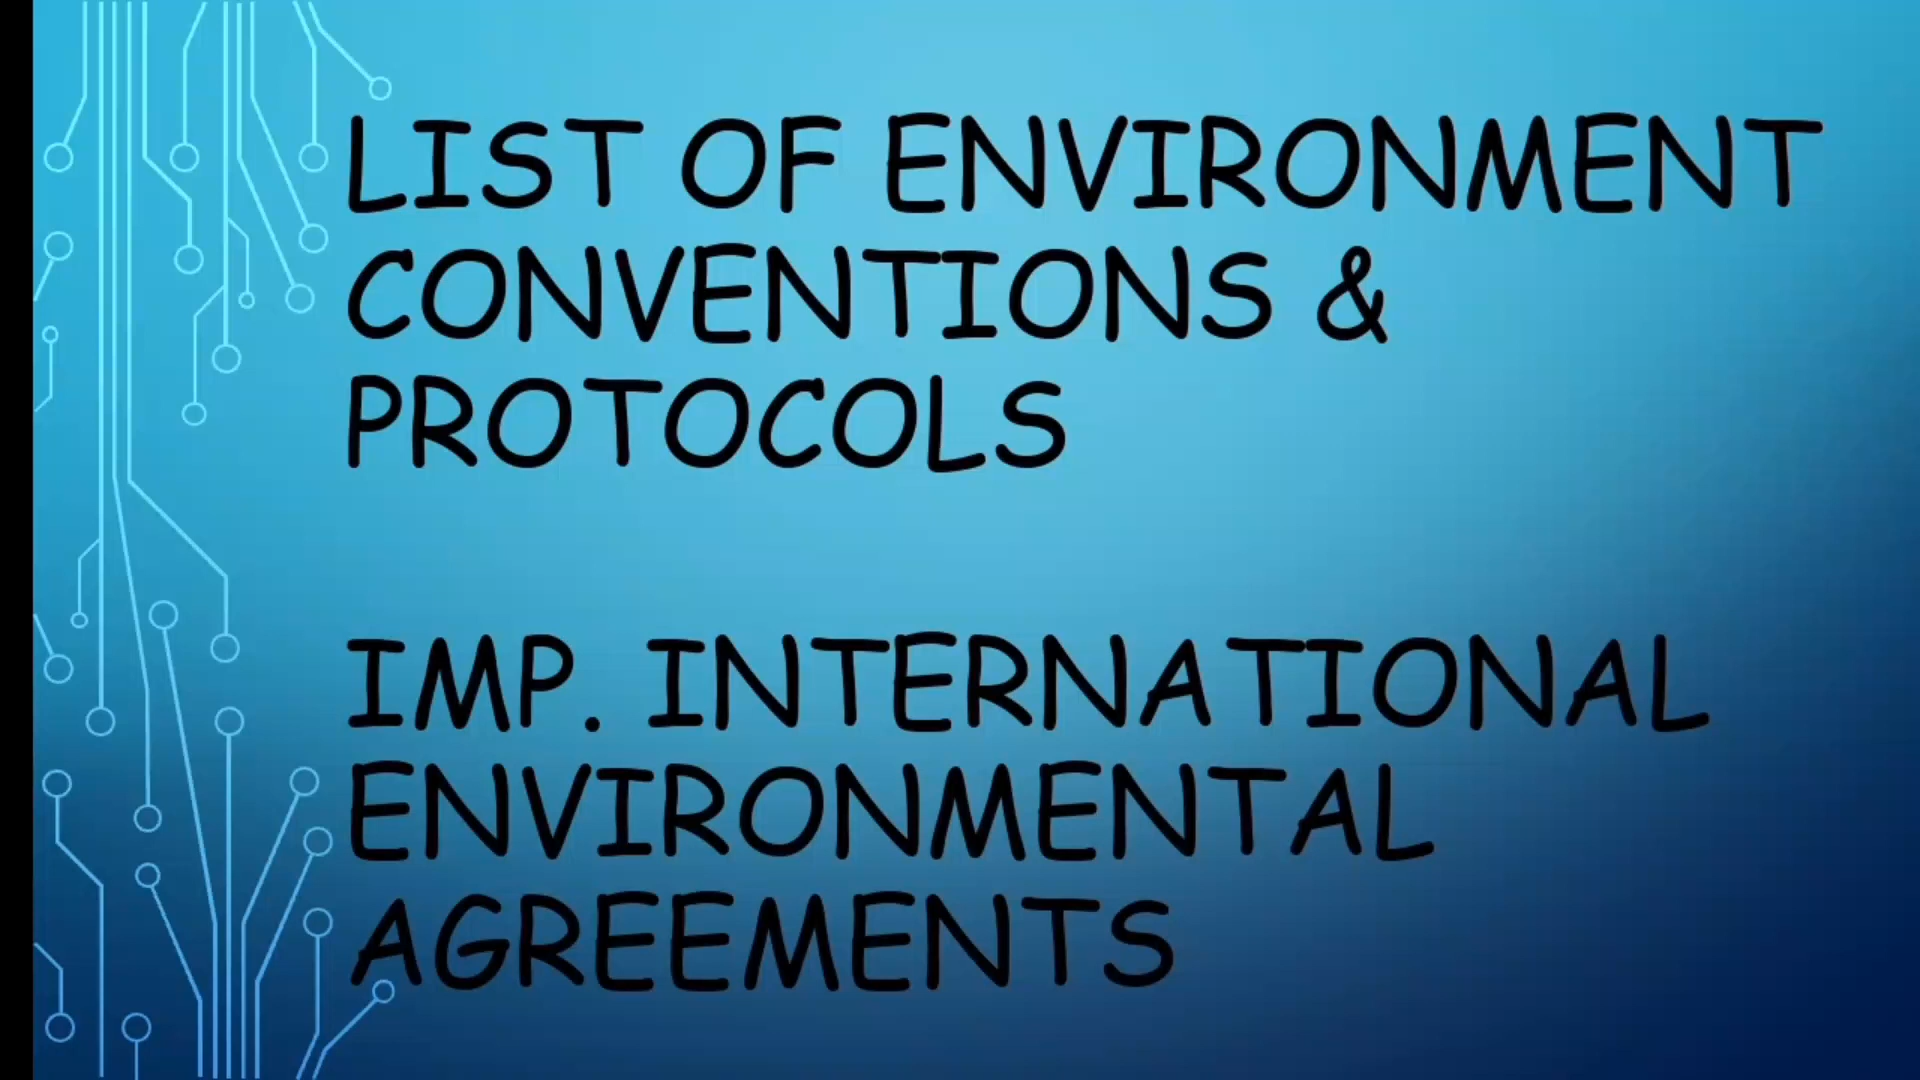 LIST OF ENVIRONMENT
CONVENTIONS &
PROTOCOLS
IMP. INTERNATIONAL
ENVIRONMENTAL
AGREEMENTS